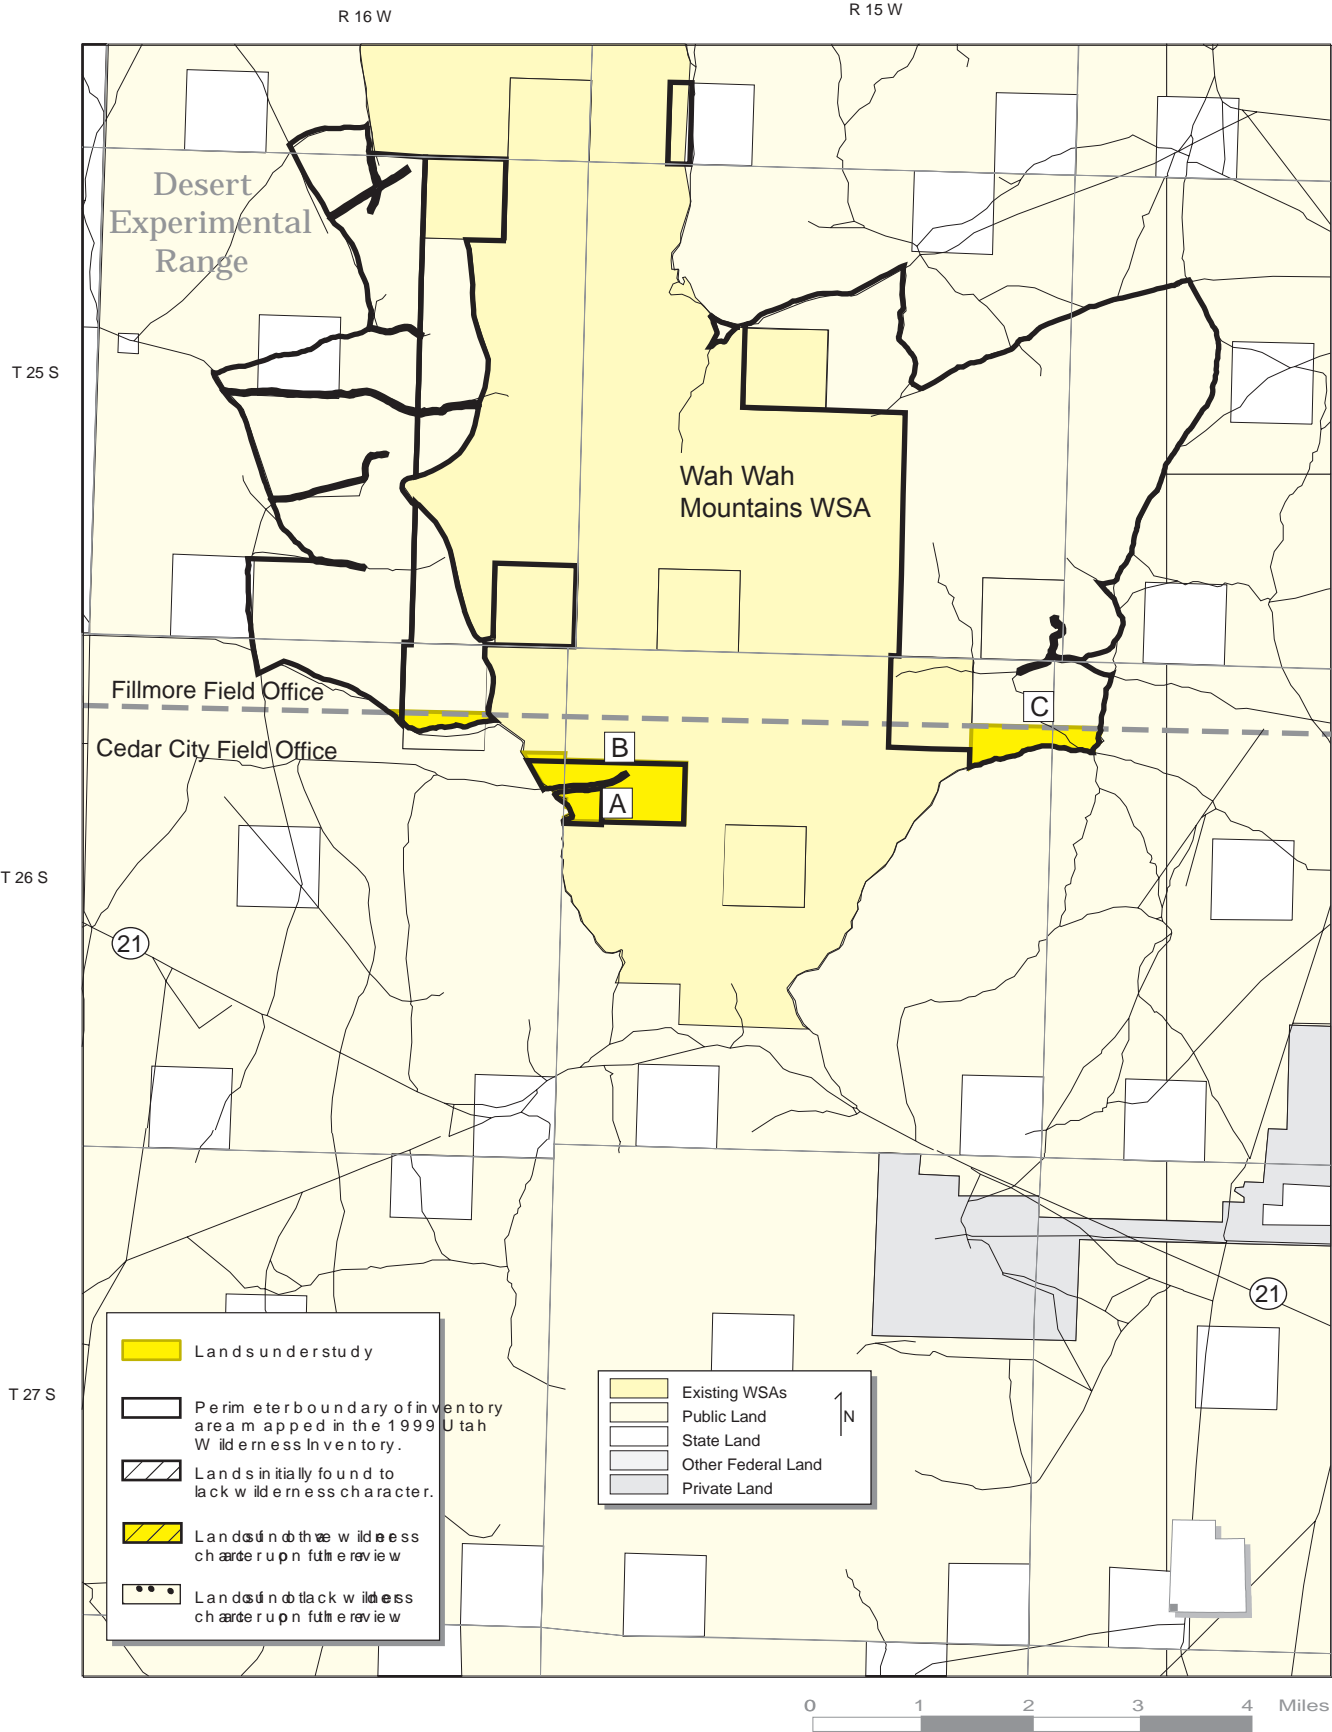 R 16 W
R 15 W
Desert
Experimental
Range
T 25 S
Wah Wah
Mountains WSA
Fillmore Field Office
C
Cedar City Field Office
B
A
T 26 S
21
21
T 27 S
Lands under study
Perimeter boundary of inventory
area mapped in the 1999 Utah
Wilderness Inventory.
Lands initially found to
lack wilderness character.
Existing WSAs
Public Land
State Land
Other Federal Land
Private Land
N
0 1 2 3 4 Miles